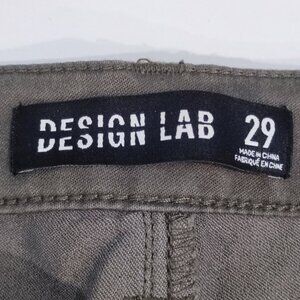 DESIGN LAB 29
MADE IN CHINA
FABRIQUÉ EN CHINE